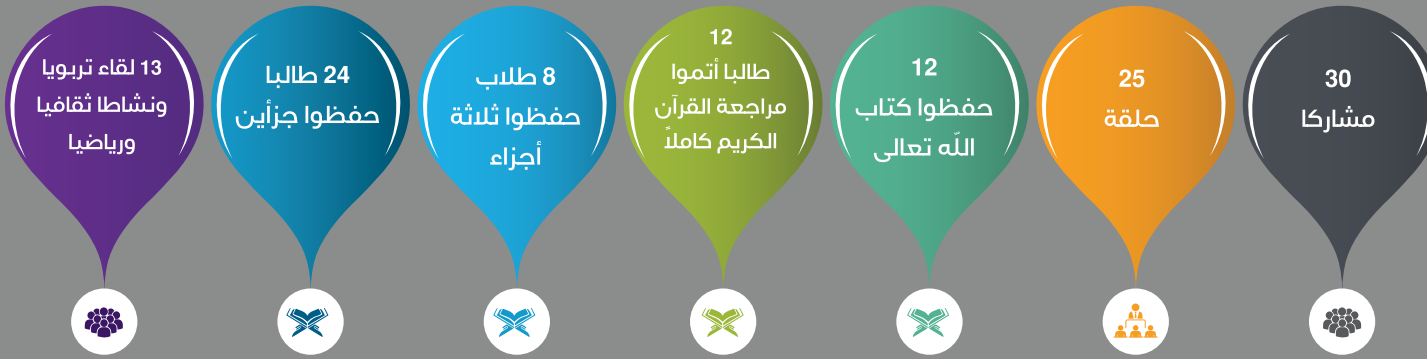 30
مشاركا
25
حلقة
12
حفظوا كتاب
الله تعالى
12
طالبا أتموا
مراجعة القرآن
الكريم كاملاً
8 طلاب
حفظوا ثلاثة
أجزاء
24 طالبا
حفظوا جزأين
13 لقاء تربويا
ونشاطا ثقافيا
ورياضيا